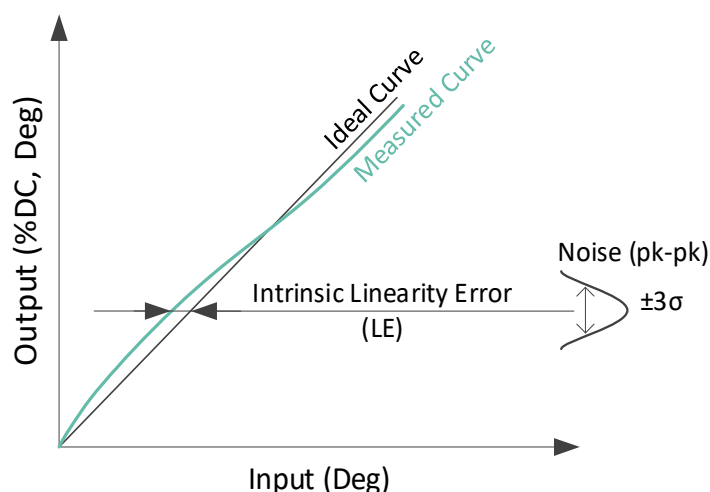 Ideal Curve
Measured Curve
Output (%DC, Deg)
Noise (pk-pk)
±3σ
Intrinsic Linearity Error
(LE)
Input (Deg)